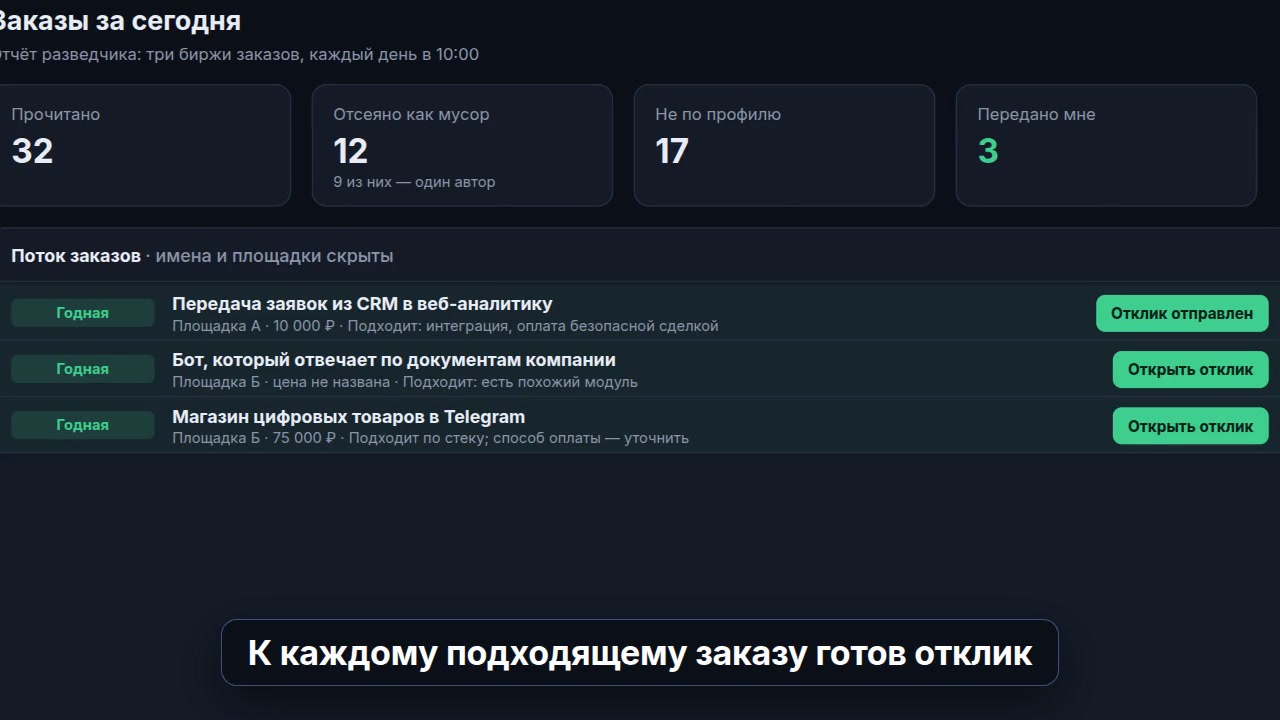 Заказы за сегодня
Отчёт разведчика: три биржи заказов, каждый день в 10:00
Прочитано
32
Отсеяно как мусор
12
9 из них — один автор
Не по профилю
17
Передано мне
3
Поток заказов · имена и площадки скрыты
Годная
Передача заявок из CRM в веб-аналитику
Площадка А · 10 000 ₽ · Подходит: интеграция, оплата безопасной сделкой
Отклик отправлен
Годная
Бот, который отвечает по документам компании
Площадка Б · цена не названа · Подходит: есть похожий модуль
Открыть отклик
Годная
Магазин цифровых товаров в Telegram
Площадка Б · 75 000 ₽ · Подходит по стеку; способ оплаты — уточнить
Открыть отклик
К каждому подходящему заказу готов отклик